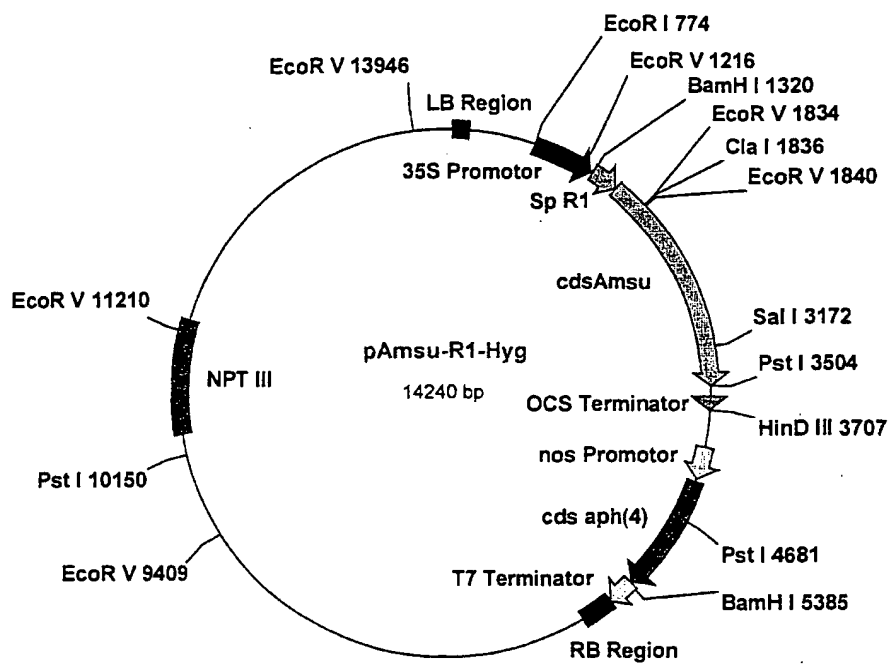 EcoR I 774
EcoR V 1216
EcoR V 13946
BamH I 1320
LB Region
EcoR V 1834
Cla I 1836
35S Promotor
EcoR V 1840
Sp R1
cdsAmsu
EcoR V 11210
Sal I 3172
pAmsu-R1-Hyg
Pst I 3504
NPT III
14240 bp
OCS Terminator
HinD III 3707
nos Promotor
Pst I 10150
cds aph(4)
Pst I 4681
EcoR V 9409
T7 Terminator
BamH I 5385
RB Region